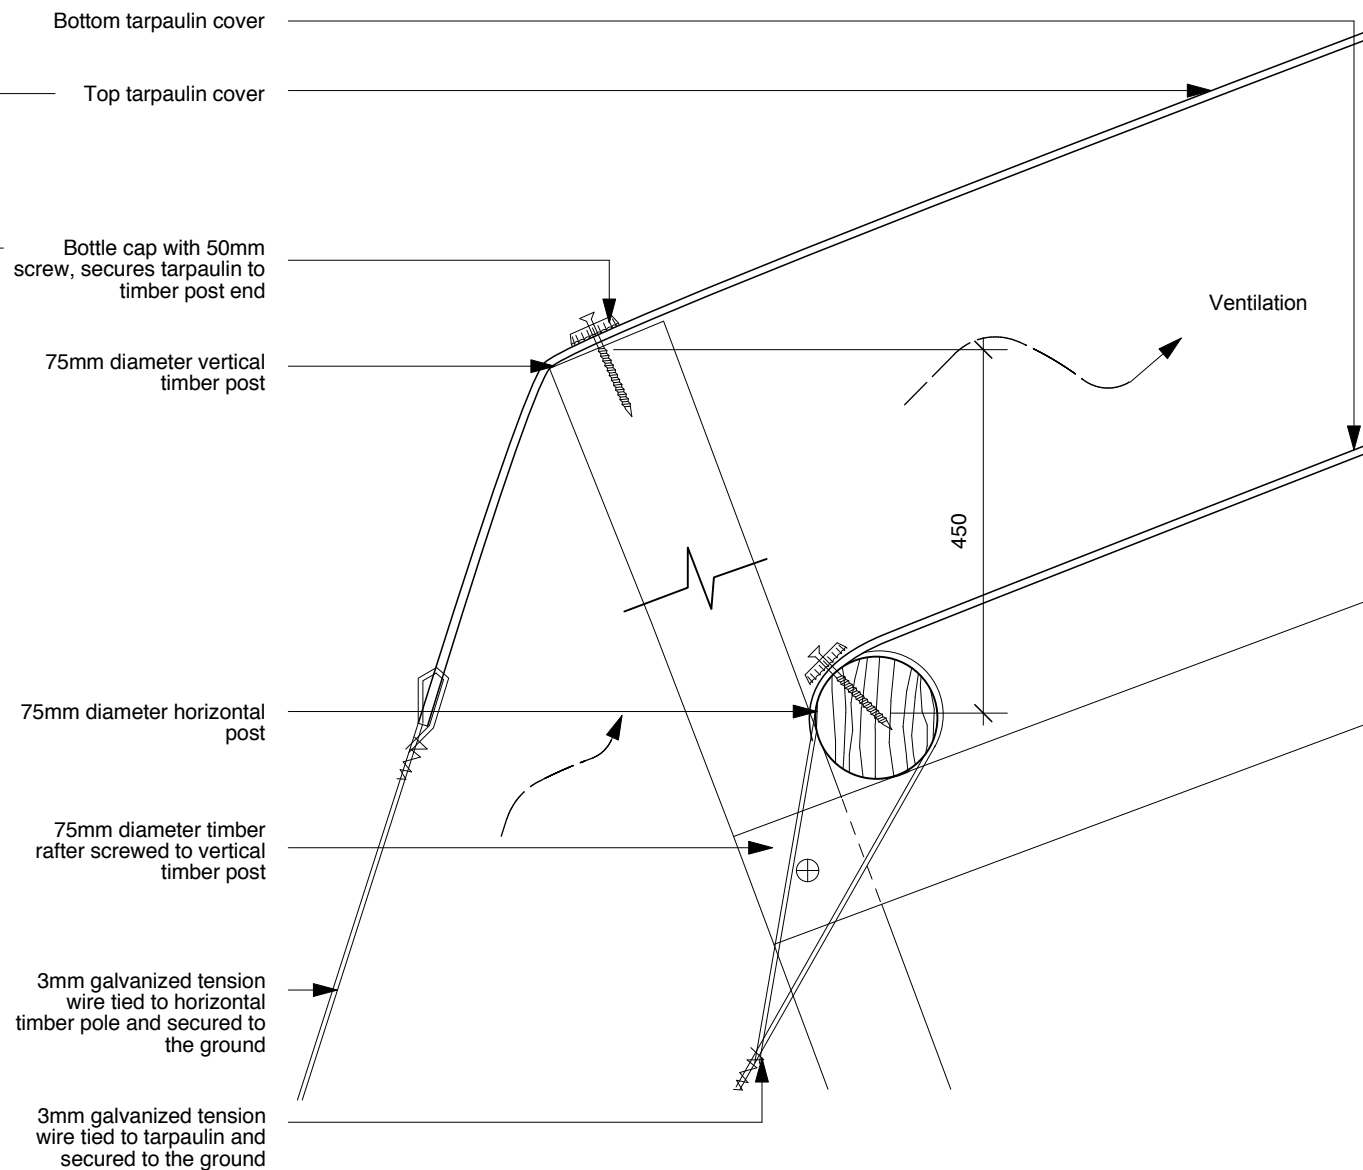 Bottom tarpaulin cover
Top tarpaulin cover
Bottle cap with 50mm
screw, secures tarpaulin to
timber post end
Ventilation
75mm diameter vertical
timber post
450
75mm diameter horizontal
post
75mm diameter timber
rafter screwed to vertical
timber post
3mm galvanized tension
wire tied to horizontal
timber pole and secured to
the ground
3mm galvanized tension
wire tied to tarpaulin and
secured to the ground